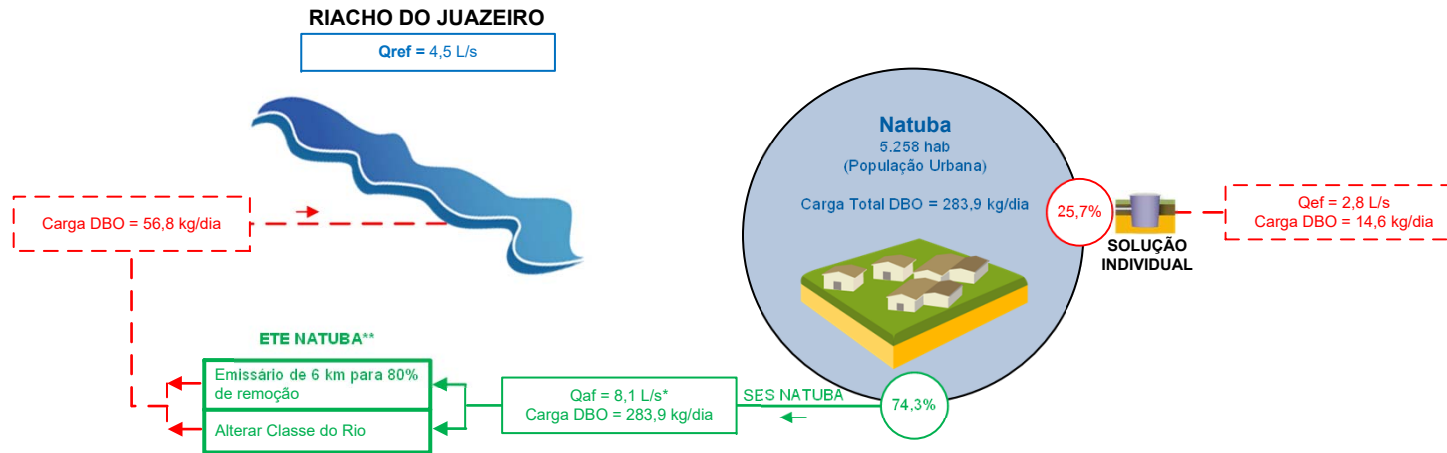 RIACHO DO JUAZEIRO
Qref = 4,5 L/s
Natuba
5.258 hab
(População Urbana)
Carga Total DBO = 283,9 kg/dia
25,7%
SOLUÇÃO
INDIVIDUAL
Qef = 2,8 L/s
Carga DBO = 14,6 kg/dia
Carga DBO = 56,8 kg/dia
ETE NATUBA**
Emissário de 6 km para 80%
de remoção
Alterar Classe do Rio
Qaf = 8,1 L/s*
Carga DBO = 283,9 kg/dia
SES NATUBA
74,3%